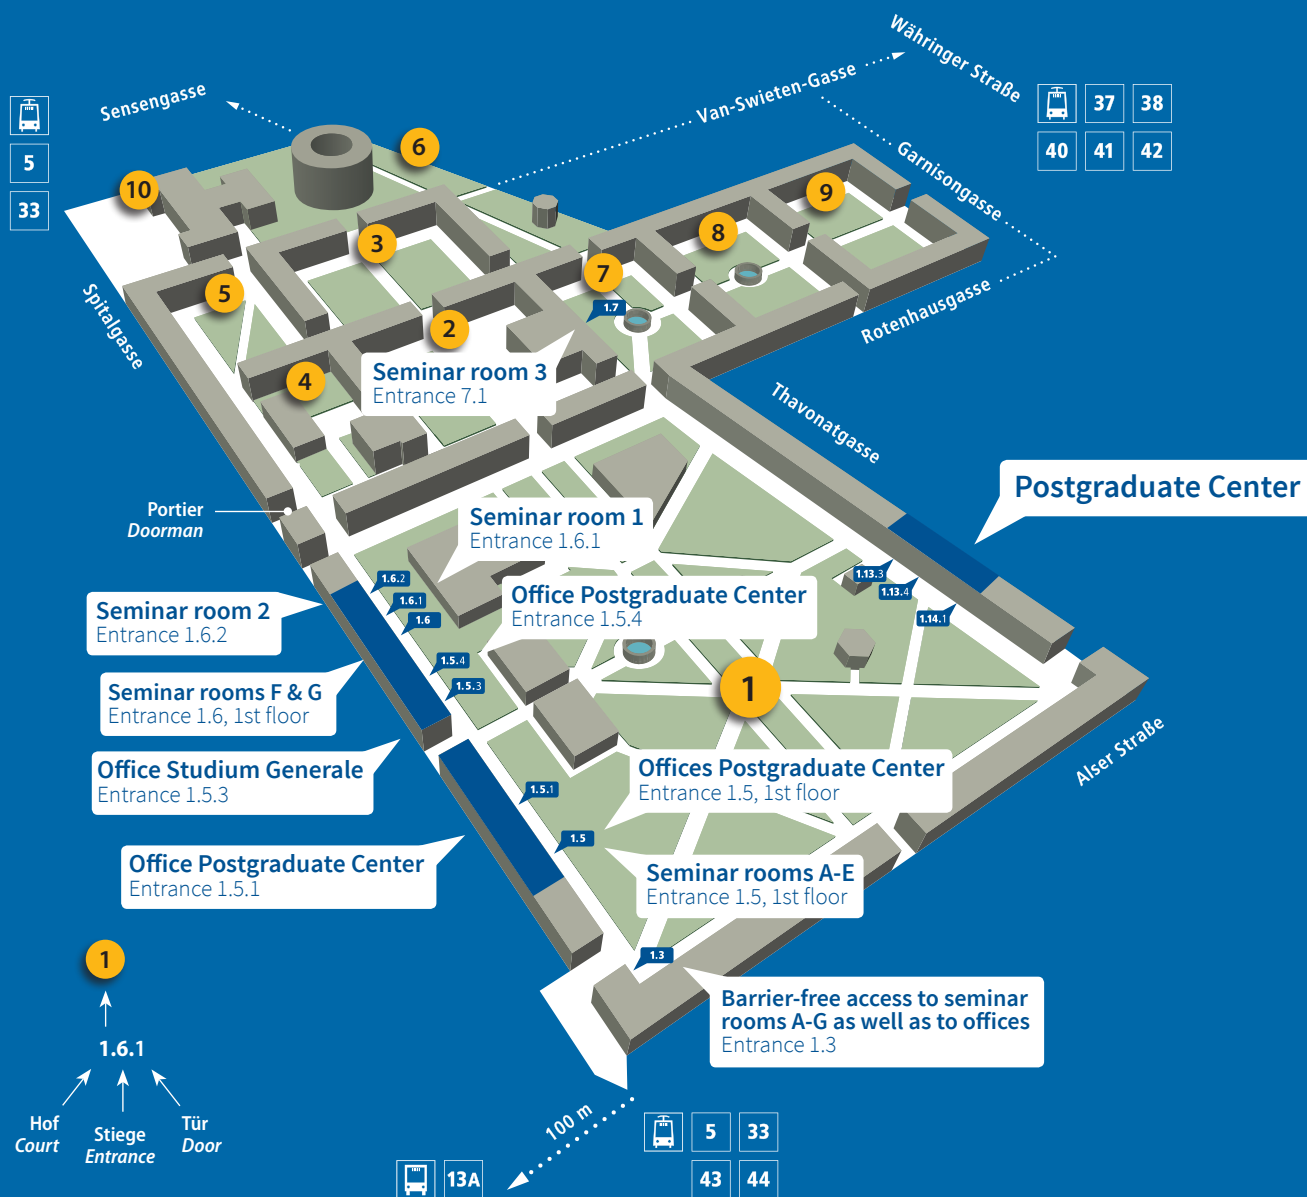 Währinger Straße
37 38
40 41 42
Van-Swieten-Gasse
Sensengasse
5
33
Garnisongasse
Rotenhausgasse
Thavonatgasse
Spitalgasse
Alser Straße
10
6
9
8
3
7
5
2
4
1.7
Seminar room 3
Entrance 7.1
Postgraduate Center
Portier
Doorman
Seminar room 1
Entrance 1.6.1
1.6.2
1.6.1
1.6
1.5.4
1.5.3
1.13.3
1.13.4
1.14.1
Office Postgraduate Center
Entrance 1.5.4
Seminar room 2
Entrance 1.6.2
Seminar rooms F & G
Entrance 1.6, 1st floor
1
Office Studium Generale
Entrance 1.5.3
Offices Postgraduate Center
Entrance 1.5, 1st floor
1.5.1
1.5
Office Postgraduate Center
Entrance 1.5.1
Seminar rooms A-E
Entrance 1.5, 1st floor
1.3
Barrier-free access to seminar
rooms A-G as well as to offices
Entrance 1.3
1
1.6.1
Hof
Court
Stiege
Entrance
Tür
Door
100 m
5 33
43 44
13A